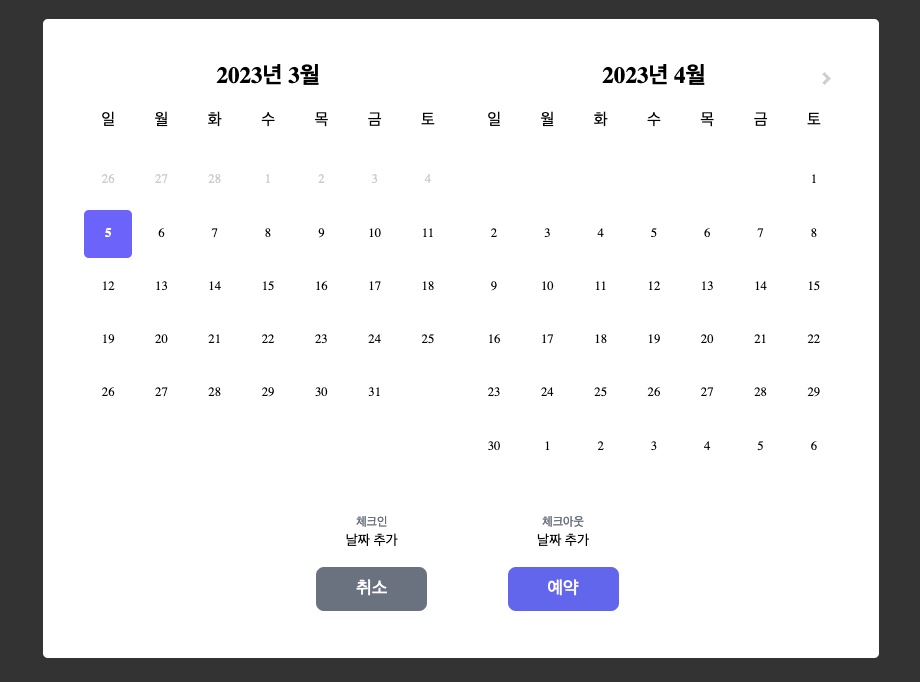 2023년 3월
일 월 화 수 목 금 토
26 27 28 1 2 3 4
5 6 7 8 9 10 11
12 13 14 15 16 17 18
19 20 21 22 23 24 25
26 27 28 29 30 31
2023년 4월
일 월 화 수 목 금 토
1
2 3 4 5 6 7 8
9 10 11 12 13 14 15
16 17 18 19 20 21 22
23 24 25 26 27 28 29
30 1 2 3 4 5 6
체크인
날짜 추가
취소
체크아웃
날짜 추가
예약